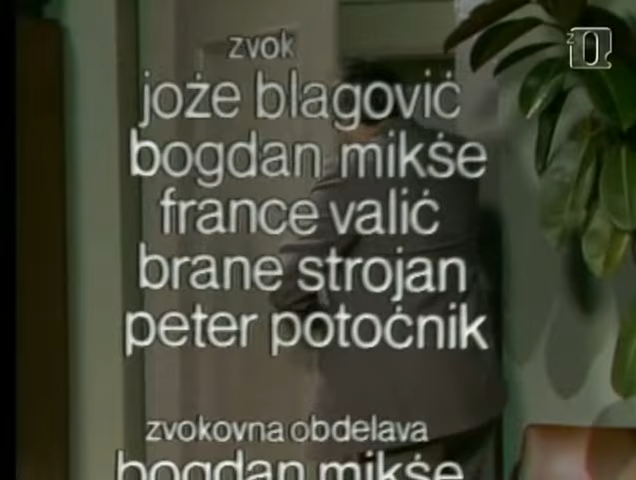 zvok
jože blagović
bogdan mikše
france valić
brane strojan
peter potočnik
zvokovna obdelava
bogdan mikše